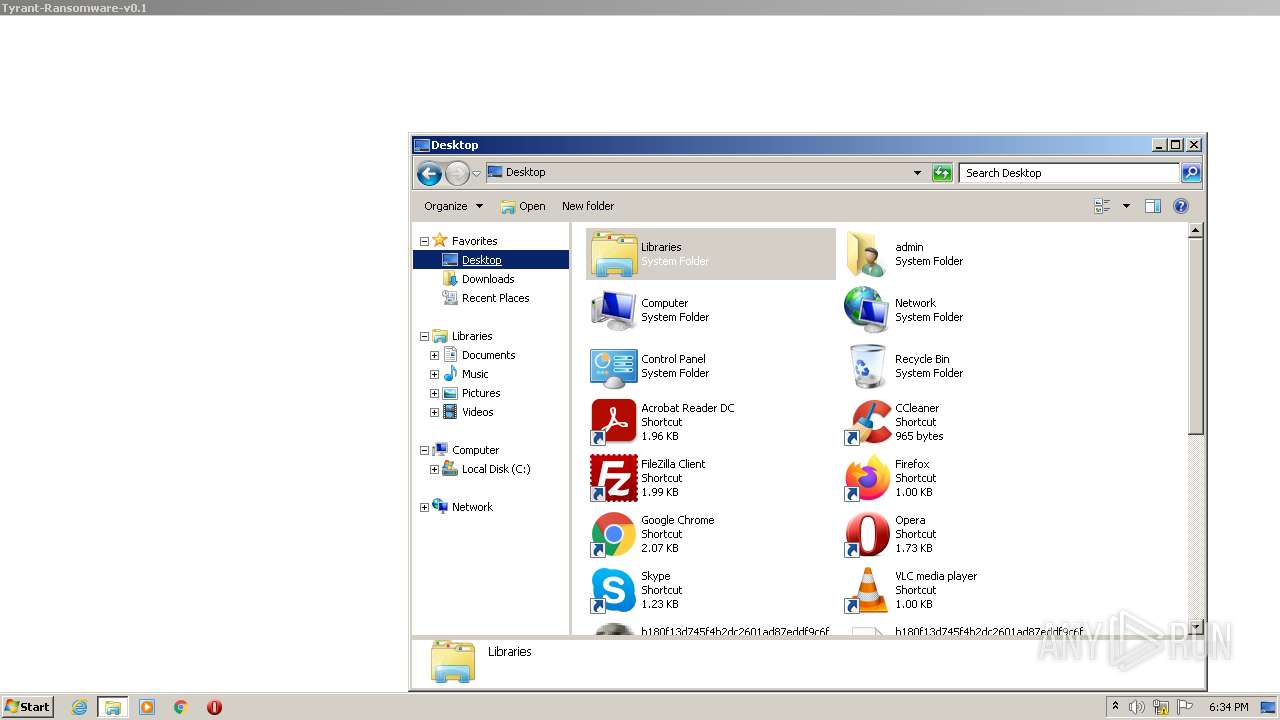 Tyrant-Ransomware-v0.1
Desktop
Desktop
Search Desktop
Organize
Open
New folder
Favorites
Desktop
Downloads
Recent Places
Libraries
Documents
Music
Pictures
Videos
Computer
Local Disk (C:)
Network
Libraries
System Folder
admin
System Folder
Computer
System Folder
Network
System Folder
Control Panel
System Folder
Recycle Bin
System Folder
Acrobat Reader DC
Shortcut
1.96 KB
CCleaner
Shortcut
965 bytes
FileZilla Client
Shortcut
1.99 KB
Firefox
Shortcut
1.00 KB
Google Chrome
Shortcut
2.07 KB
Opera
Shortcut
1.73 KB
Skype
Shortcut
1.23 KB
VLC media player
Shortcut
1.00 KB
Libraries
ANY RUN
Start
6:34 PM